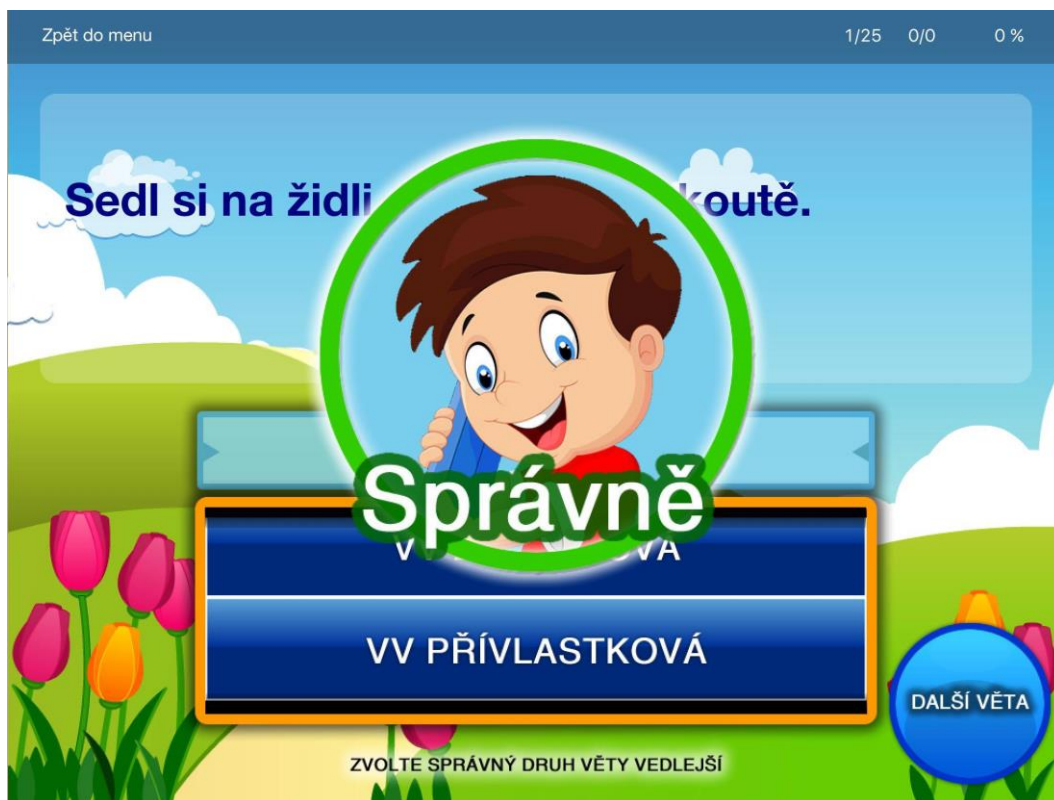 Zpět do menu 1/25 0/0 0 %
Sedl si na židli koutě.
Správně
VV PŘÍVLASTKOVÁ
DALŠÍ VĚTA
ZVOLTE SPRÁVNÝ DRUH VĚTY VEDLEJŠÍ